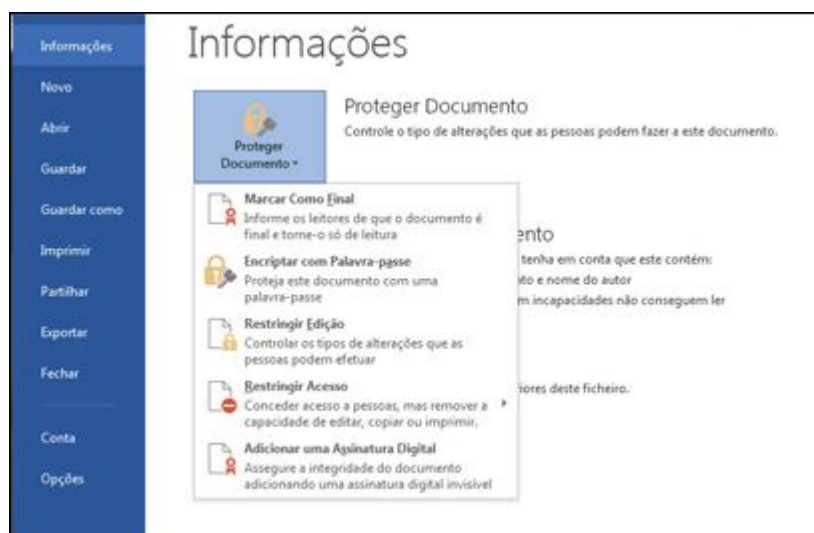 Informações
Novo
Abrir
Guardar
Guardar como
Imprimir
Partilhar
Exportar
Fechar
Conta
Opções
Informações
Proteger
Documento
Proteger Documento
Controle o tipo de alterações que as pessoas podem fazer a este documento.
Marcar Como Final
Informe os leitores de que o documento é
final e torne-o só de leitura
Encriptar com Palavra-passe
Proteja este documento com uma
palavra-passe
Restringir Edição
Controlar os tipos de alterações que as
pessoas podem efetuar
Restringir Acesso
Conceder acesso a pessoas, mas remover a
capacidade de editar, copiar ou imprimir.
Adicionar uma Assinatura Digital
Assegure a integridade do documento
adicionando uma assinatura digital invisível
ento
tenha em conta que este contém:
to e nome do autor
m incapacidades não conseguem ler
iores deste ficheiro.